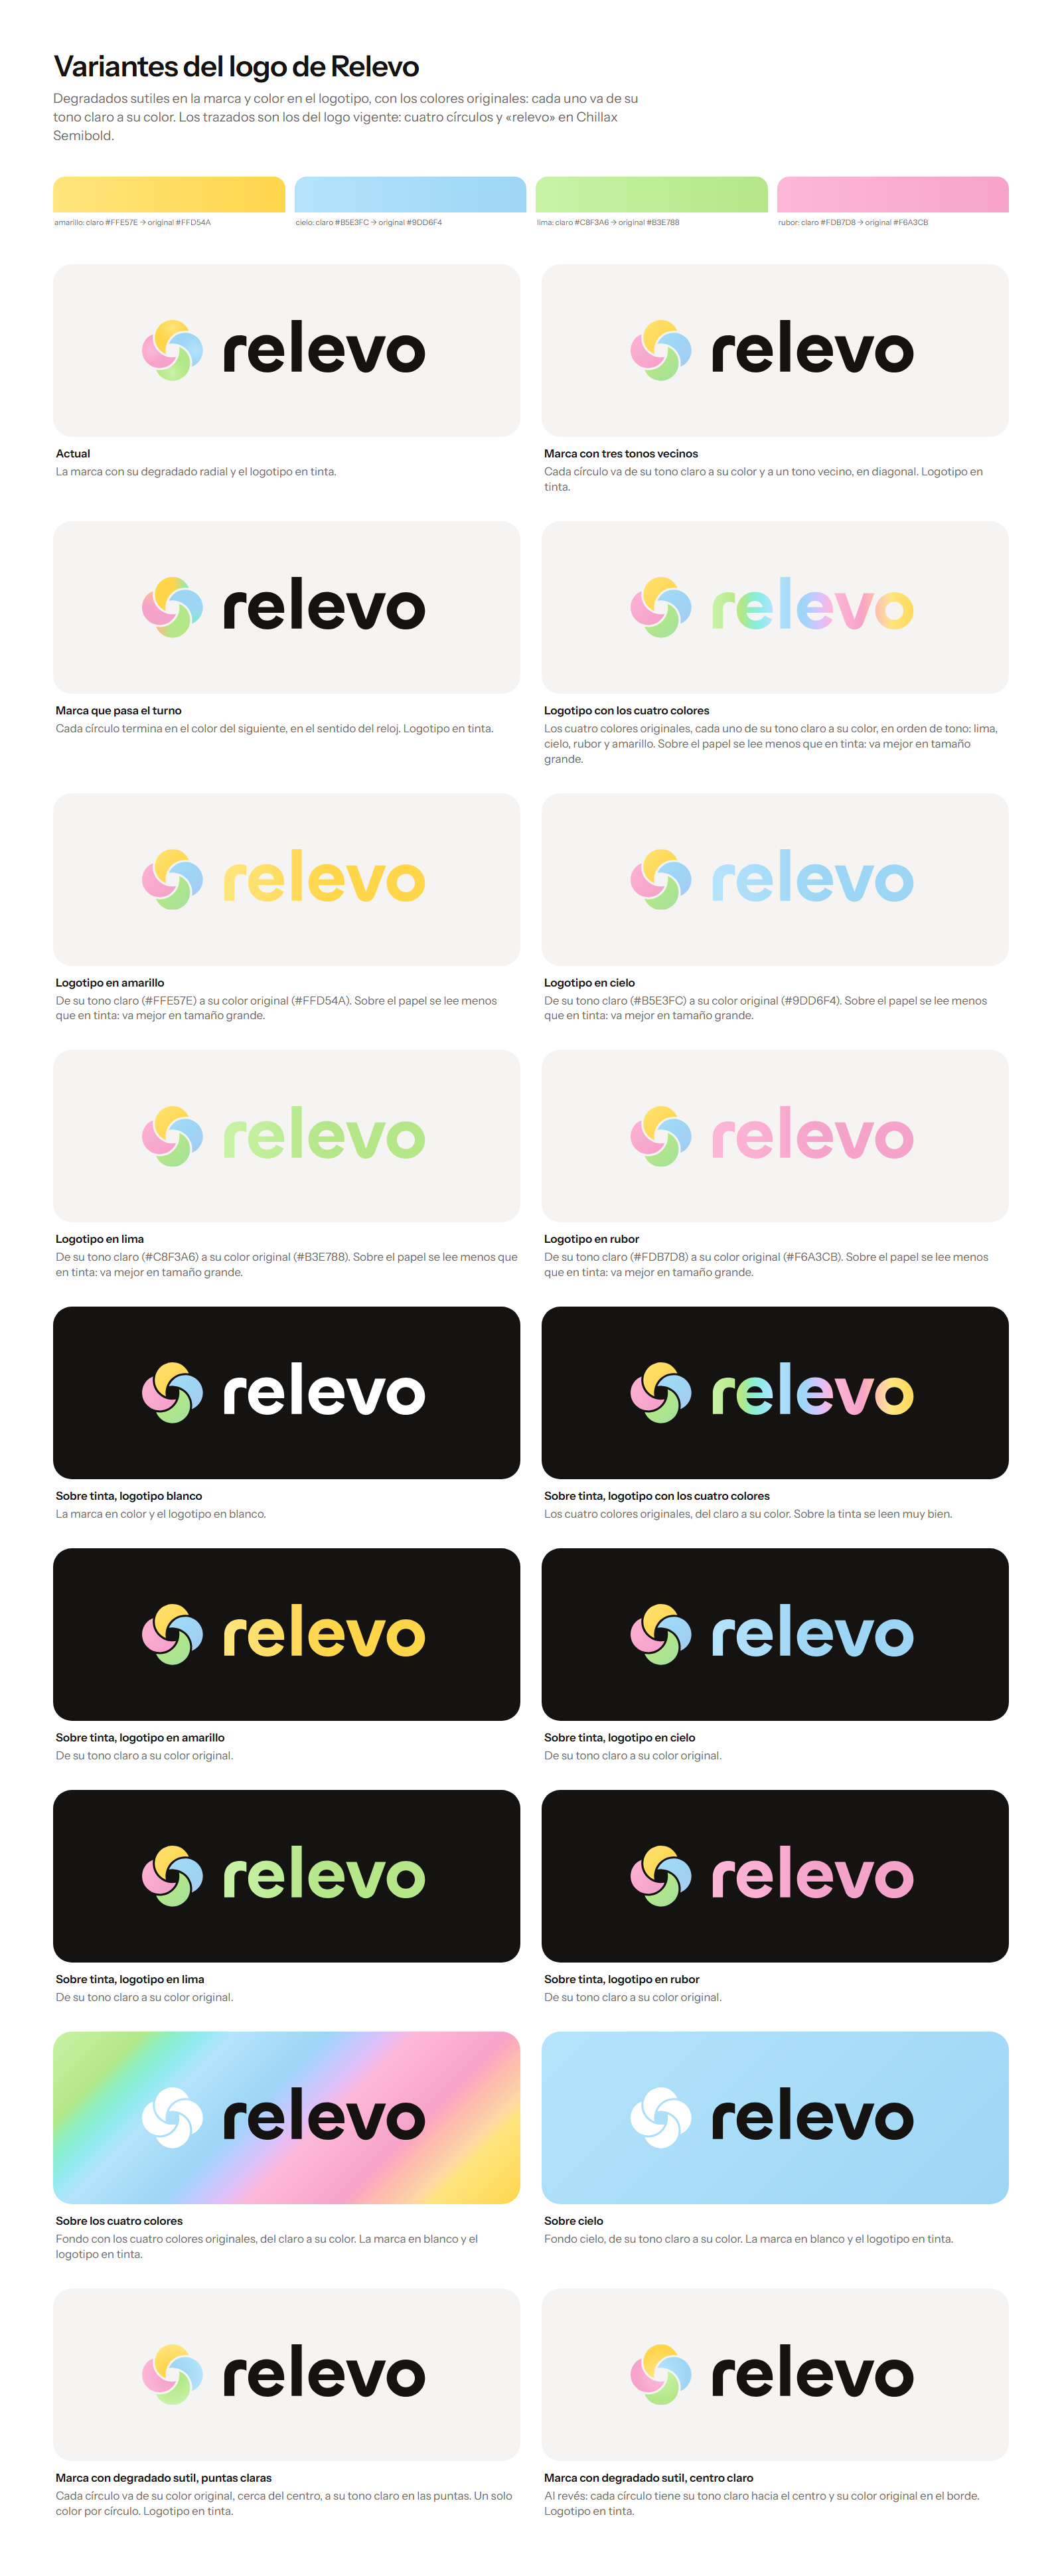 Variantes del logo de Relevo
Degradados sutiles en la marca y color en el logotipo, con los colores originales: cada uno va de su
tono claro a su color. Los trazados son los del logo vigente: cuatro círculos y «relevo» en Chillax
Semibold.
amarillo: claro #FFE57E → original #FFD54A
cielo: claro #B5E3FC → original #9DD6F4
lima: claro #C8F3A6 → original #B3E788
rubor: claro #FDB7D8 → original #F6A3CB
relevo
relevo
Actual
La marca con su degradado radial y el logotipo en tinta.
Marca con tres tonos vecinos
Cada círculo va de su tono claro a su color y a un tono vecino, en diagonal. Logotipo en
tinta.
relevo
relevo
Marca que pasa el turno
Cada círculo termina en el color del siguiente, en el sentido del reloj. Logotipo en tinta.
Logotipo con los cuatro colores
Los cuatro colores originales, cada uno de su tono claro a su color, en orden de tono: lima,
cielo, rubor y amarillo. Sobre el papel se lee menos que en tinta: va mejor en tamaño
grande.
relevo
relevo
Logotipo en amarillo
De su tono claro (#FFE57E) a su color original (#FFD54A). Sobre el papel se lee menos
que en tinta: va mejor en tamaño grande.
Logotipo en cielo
De su tono claro (#B5E3FC) a su color original (#9DD6F4). Sobre el papel se lee menos
que en tinta: va mejor en tamaño grande.
relevo
relevo
Logotipo en lima
De su tono claro (#C8F3A6) a su color original (#B3E788). Sobre el papel se lee menos que
en tinta: va mejor en tamaño grande.
Logotipo en rubor
De su tono claro (#FDB7D8) a su color original (#F6A3CB). Sobre el papel se lee menos
que en tinta: va mejor en tamaño grande.
relevo
relevo
Sobre tinta, logotipo blanco
La marca en color y el logotipo en blanco.
Sobre tinta, logotipo con los cuatro colores
Los cuatro colores originales, del claro a su color. Sobre la tinta se leen muy bien.
relevo
relevo
Sobre tinta, logotipo en amarillo
De su tono claro a su color original.
Sobre tinta, logotipo en cielo
De su tono claro a su color original.
relevo
relevo
Sobre tinta, logotipo en lima
De su tono claro a su color original.
Sobre tinta, logotipo en rubor
De su tono claro a su color original.
relevo
relevo
Sobre los cuatro colores
Fondo con los cuatro colores originales, del claro a su color. La marca en blanco y el
logotipo en tinta.
Sobre cielo
Fondo cielo, de su tono claro a su color. La marca en blanco y el logotipo en tinta.
relevo
relevo
Marca con degradado sutil, puntas claras
Cada círculo va de su color original, cerca del centro, a su tono claro en las puntas. Un solo
color por círculo. Logotipo en tinta.
Marca con degradado sutil, centro claro
Al revés: cada círculo tiene su tono claro hacia el centro y su color original en el borde.
Logotipo en tinta.